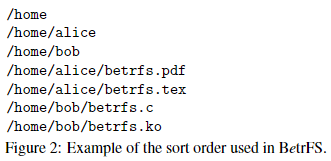 /home
/home/alice
/home/bob
/home/alice/betrfs.pdf
/home/alice/betrfs.tex
/home/bob/betrfs.c
/home/bob/betrfs.ko
Figure 2: Example of the sort order used in BetrFS.